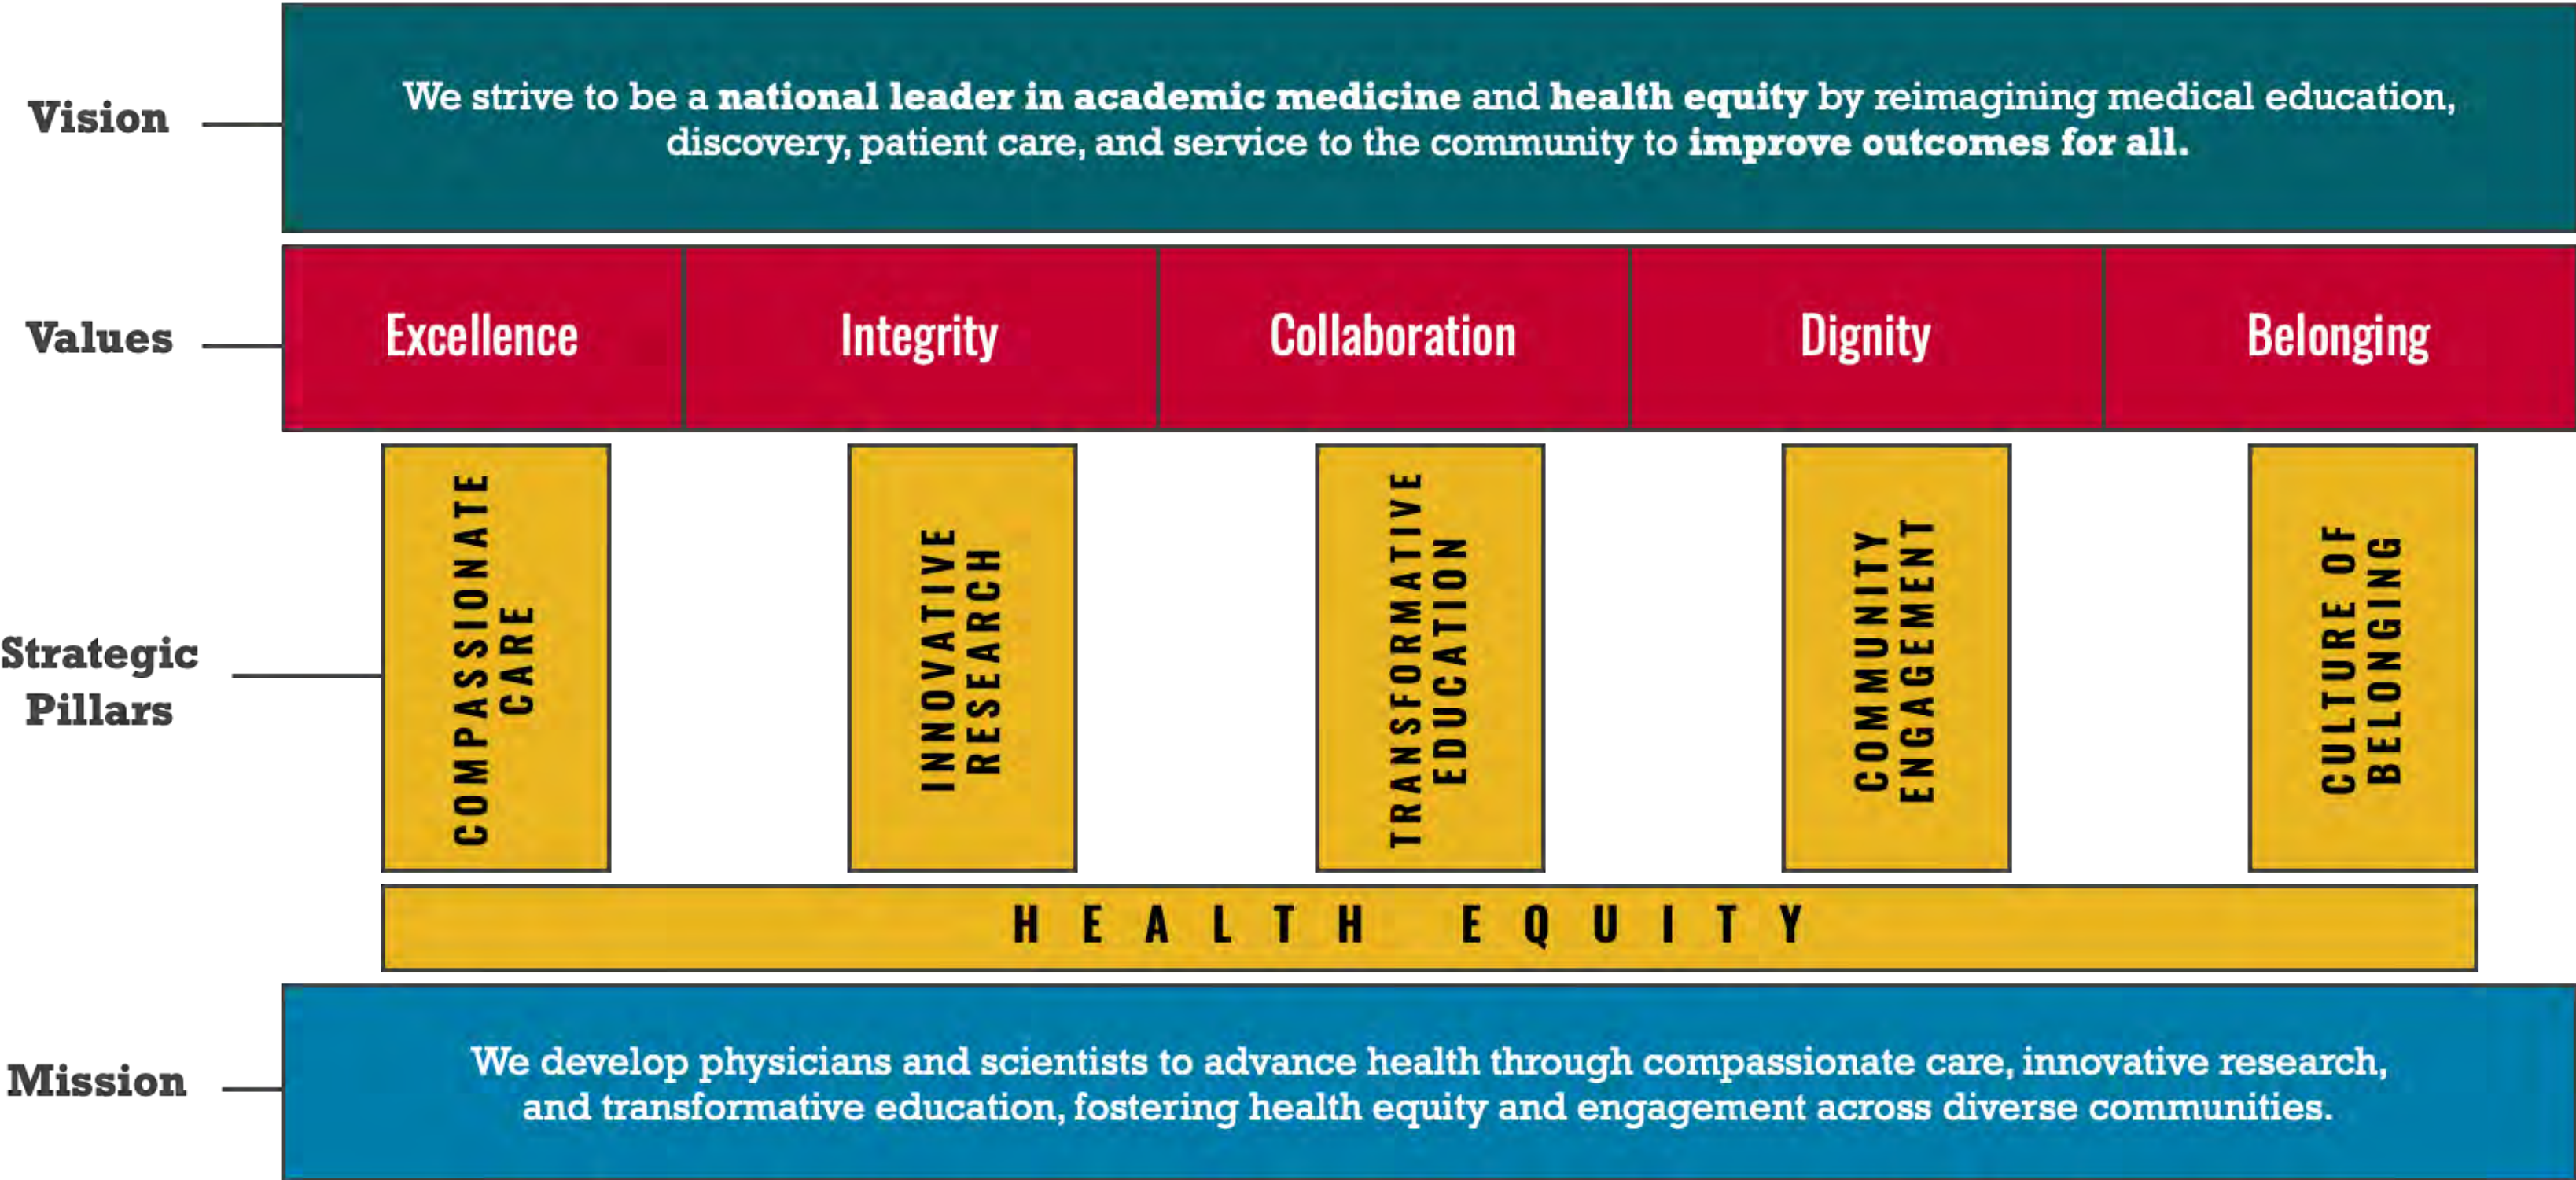 Vision
We strive to be a national leader in academic medicine and health equity by reimagining medical education,
discovery, patient care, and service to the community to improve outcomes for all.
Values
Excellence
Integrity
Collaboration
Dignity
Belonging
Strategic
Pillars
COMPASSIONATE
CARE
INNOVATIVE
RESEARCH
TRANSFORMATIVE
EDUCATION
COMMUNITY
ENGAGEMENT
CULTURE OF
BELONGING
HEALTH EQUITY
Mission
We develop physicians and scientists to advance health through compassionate care, innovative research,
and transformative education, fostering health equity and engagement across diverse communities.